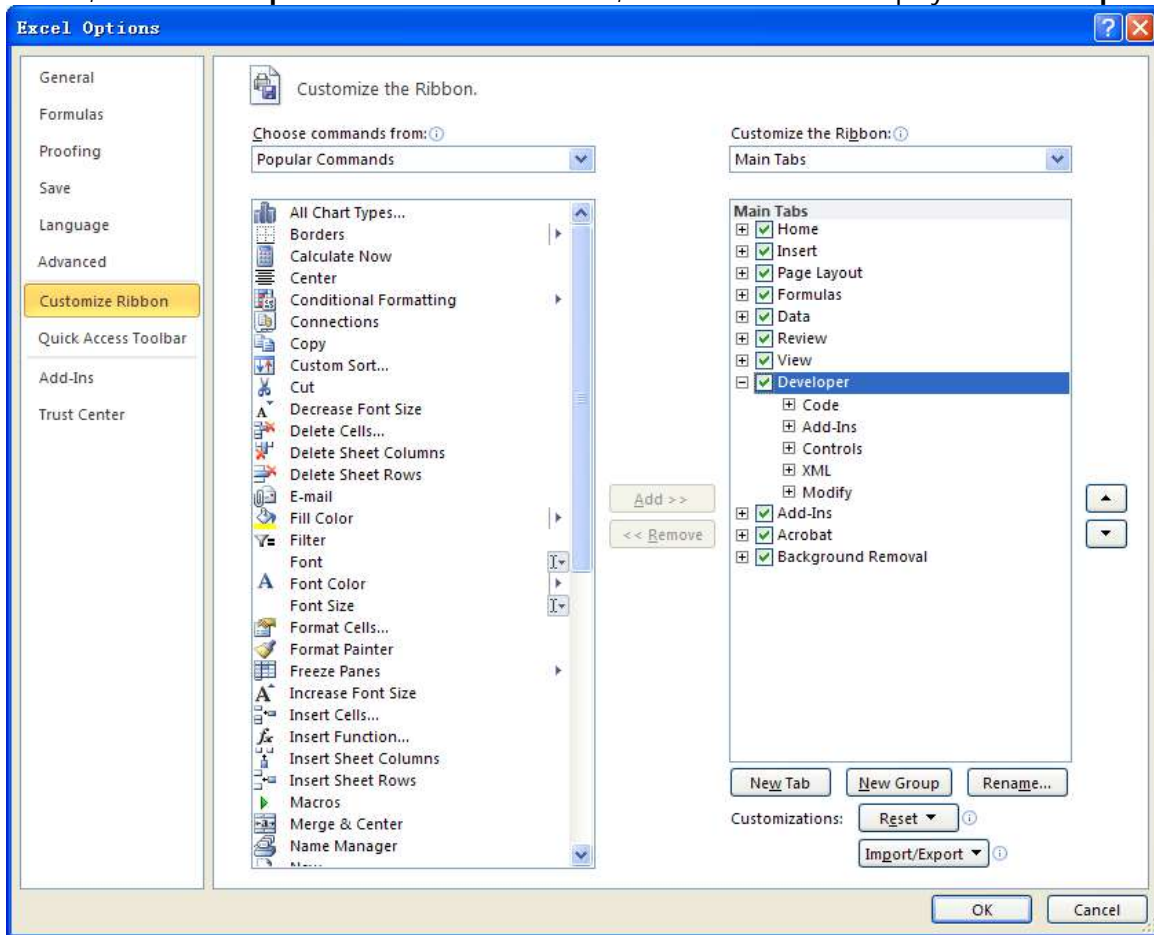 Excel Options
General
Formulas
Proofing
Save
Language
Advanced
Customize Ribbon
Quick Access Toolbar
Add-Ins
Trust Center
Customize the Ribbon.
Choose commands from:
Popular Commands
All Chart Types...
Borders
Calculate Now
Center
Conditional Formatting
Connections
Copy
Custom Sort...
Cut
Decrease Font Size
Delete Cells...
Delete Sheet Columns
Delete Sheet Rows
E-mail
Fill Color
Filter
Font
Font Color
Font Size
Format Cells...
Format Painter
Freeze Panes
Increase Font Size
Insert Cells...
Insert Function...
Insert Sheet Columns
Insert Sheet Rows
Macros
Merge & Center
Name Manager
Add >>
<< Remove
Customize the Ribbon:
Main Tabs
Main Tabs
Home
Insert
Page Layout
Formulas
Data
Review
View
Developer
Code
Add-Ins
Controls
XML
Modify
Add-Ins
Acrobat
Background Removal
New Tab New Group Rename...
Customizations: Reset
Import/Export
OK Cancel